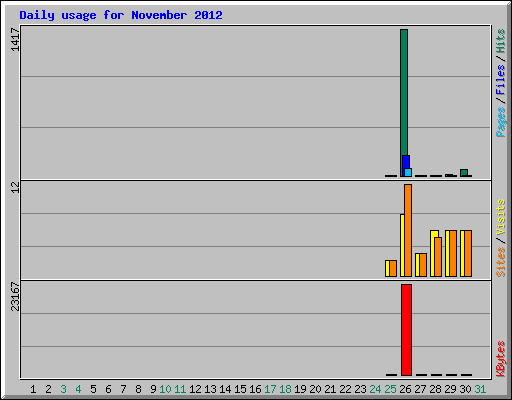 Daily usage for November 2012
1417
Pages / Files / Hits
12
Sites / Visits
23167
KBytes
1 2 3 4 5 6 7 8 9 10 11 12 13 14 15 16 17 18 19 20 21 22 23 24 25 26 27 28 29 30 31